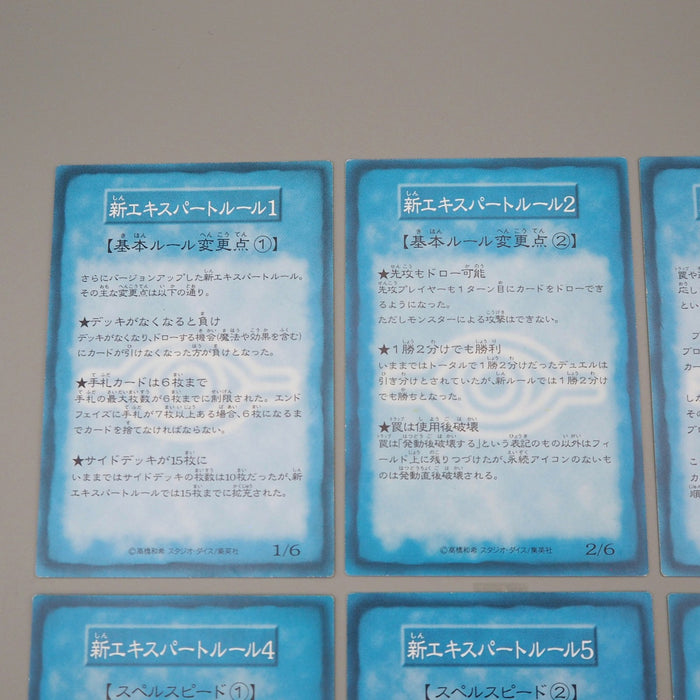 新エキスパートルール1
【基本ルール変更点①】
さらにバージョンアップした新エキスパートルール。
その主な変更点は以下の通り。
★デッキがなくなると負け
デッキがなくなり、ドローする機会(魔法や効果を含む)
にカードが引けなくなった方が負けとなった。
★手札カードは6枚まで
手札の最大枚数が6枚までに制限された。エンド
フェイズに手札が7枚以上ある場合、6枚になるま
でカードを捨てなければならない。
★サイドデッキが15枚に
いままではサイドデッキの枚数は10枚だったが、新
エキスパートルールでは15枚までに拡充された。
©高橋和希 スタジオ・ダイス/集英社
1/6
新エキスパートルール2
【基本ルール変更点②】
★先攻もドロー可能
先攻プレイヤーも1ターン目にカードをドローでき
るようになった。
ただしモンスターによる攻撃はできない。
★1勝2分けでも勝利
いままではトータルで1勝2分けだったデュエルは
引き分けとされていたが、新ルールでは1勝2分け
でも勝ちとなった。
★罠は使用後破壊
罠は「発動後破壊する」という表記のもの以外はフィ
ールド上に残りつづけたが、永続アイコンのないも
のは発動直後破壊される。
©高橋和希 スタジオ・ダイス/集英社
2/6
新エキスパートルール4
【スペルスピード①】
新エキスパートルール5
【スペルスピード②】